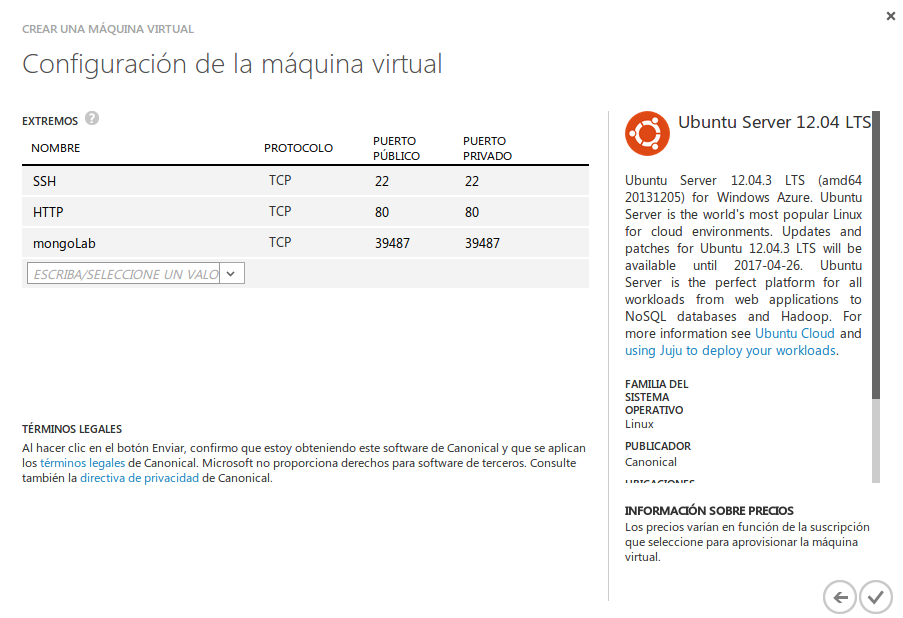 CREAR UNA MÁQUINA VIRTUAL
Configuración de la máquina virtual
EXTREMOS ?
NOMBRE PROTOCOLO PUERTO PÚBLICO PUERTO PRIVADO
SSH TCP 22 22
HTTP TCP 80 80
mongoLab TCP 39487 39487
ESCRIBA/SELECCIONE UN VALO
TÉRMINOS LEGALES
Al hacer clic en el botón Enviar, confirmo que estoy obteniendo este software de Canonical y que se aplican
los términos legales de Canonical. Microsoft no proporciona derechos para software de terceros. Consulte
también la directiva de privacidad de Canonical.
Ubuntu Server 12.04 LTS
Ubuntu Server 12.04.3 LTS (amd64
20131205) for Windows Azure. Ubuntu
Server is the world's most popular Linux
for cloud environments. Updates and
patches for Ubuntu 12.04.3 LTS will be
available until 2017-04-26. Ubuntu
Server is the perfect platform for all
workloads from web applications to
NoSQL databases and Hadoop. For
more information see Ubuntu Cloud and
using Juju to deploy your workloads.
FAMILIA DEL
SISTEMA
OPERATIVO
Linux
PUBLICADOR
Canonical
UBICACIONES
INFORMACIÓN SOBRE PRECIOS
Los precios varían en función de la suscripción
que seleccione para aprovisionar la máquina
virtual.